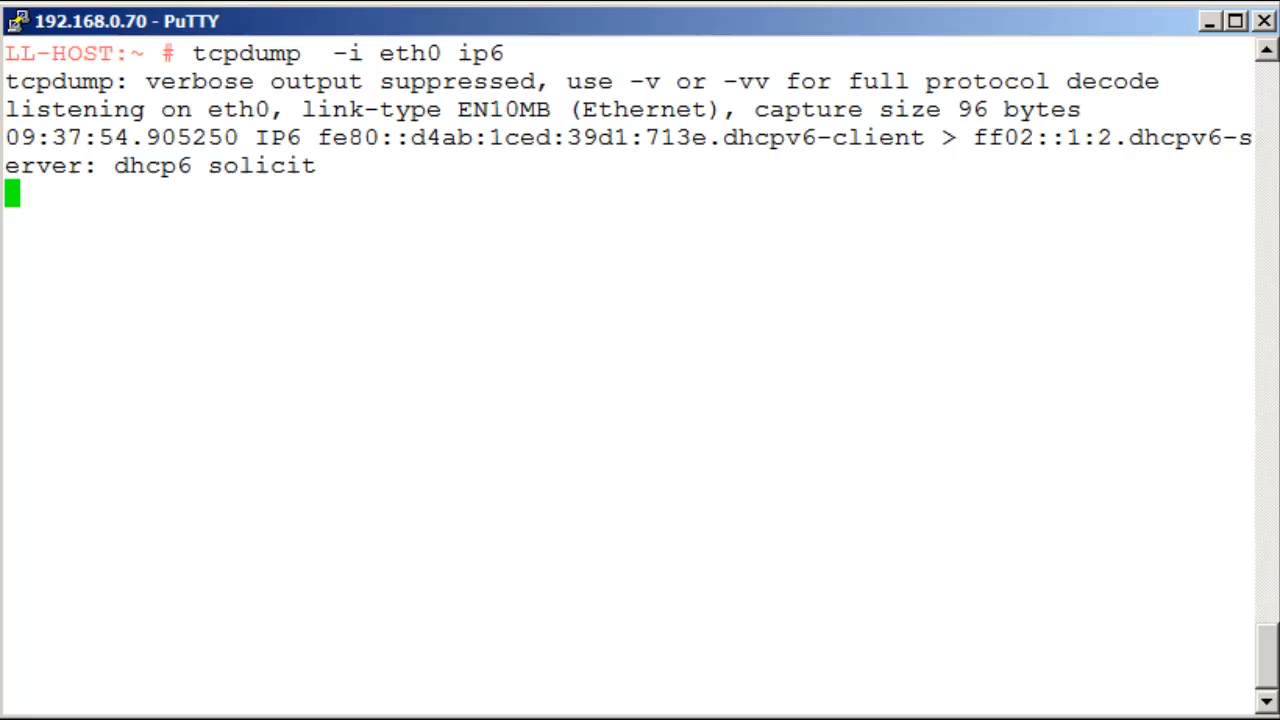 192.168.0.70 - PuTTY
LL-HOST:~ # tcpdump  -i eth0 ip6
tcpdump: verbose output suppressed, use -v or -vv for full protocol decode
listening on eth0, link-type EN10MB (Ethernet), capture size 96 bytes
09:37:54.905250 IP6 fe80::d4ab:1ced:39d1:713e.dhcpv6-client > ff02::1:2.dhcpv6-s
erver: dhcp6 solicit